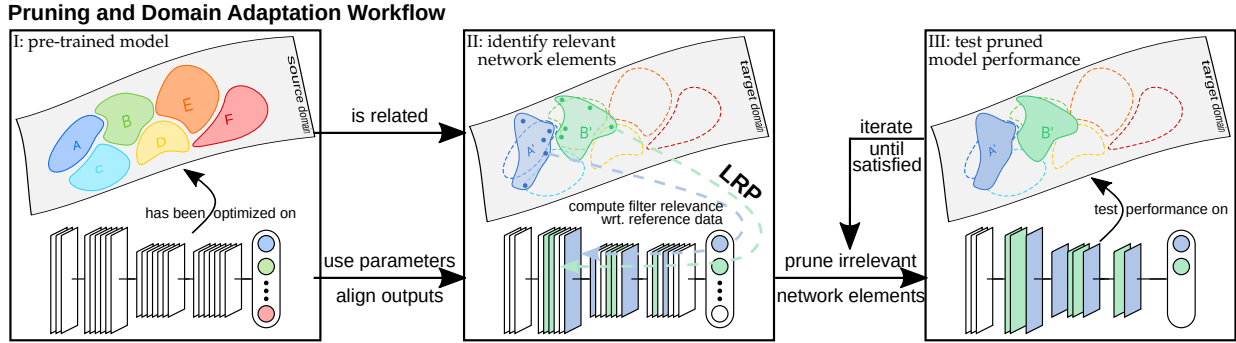 Pruning and Domain Adaptation Workflow
I: pre-trained model
source domain
A
B
C
D
E
F
has been optimized on
is related
use parameters
align outputs
II: identify relevant
network elements
target domain
A'
B'
LRP
compute filter relevance
wrt. reference data
iterate
until
satisfied
prune irrelevant
network elements
III: test pruned
model performance
target domain
A'
B'
test performance on